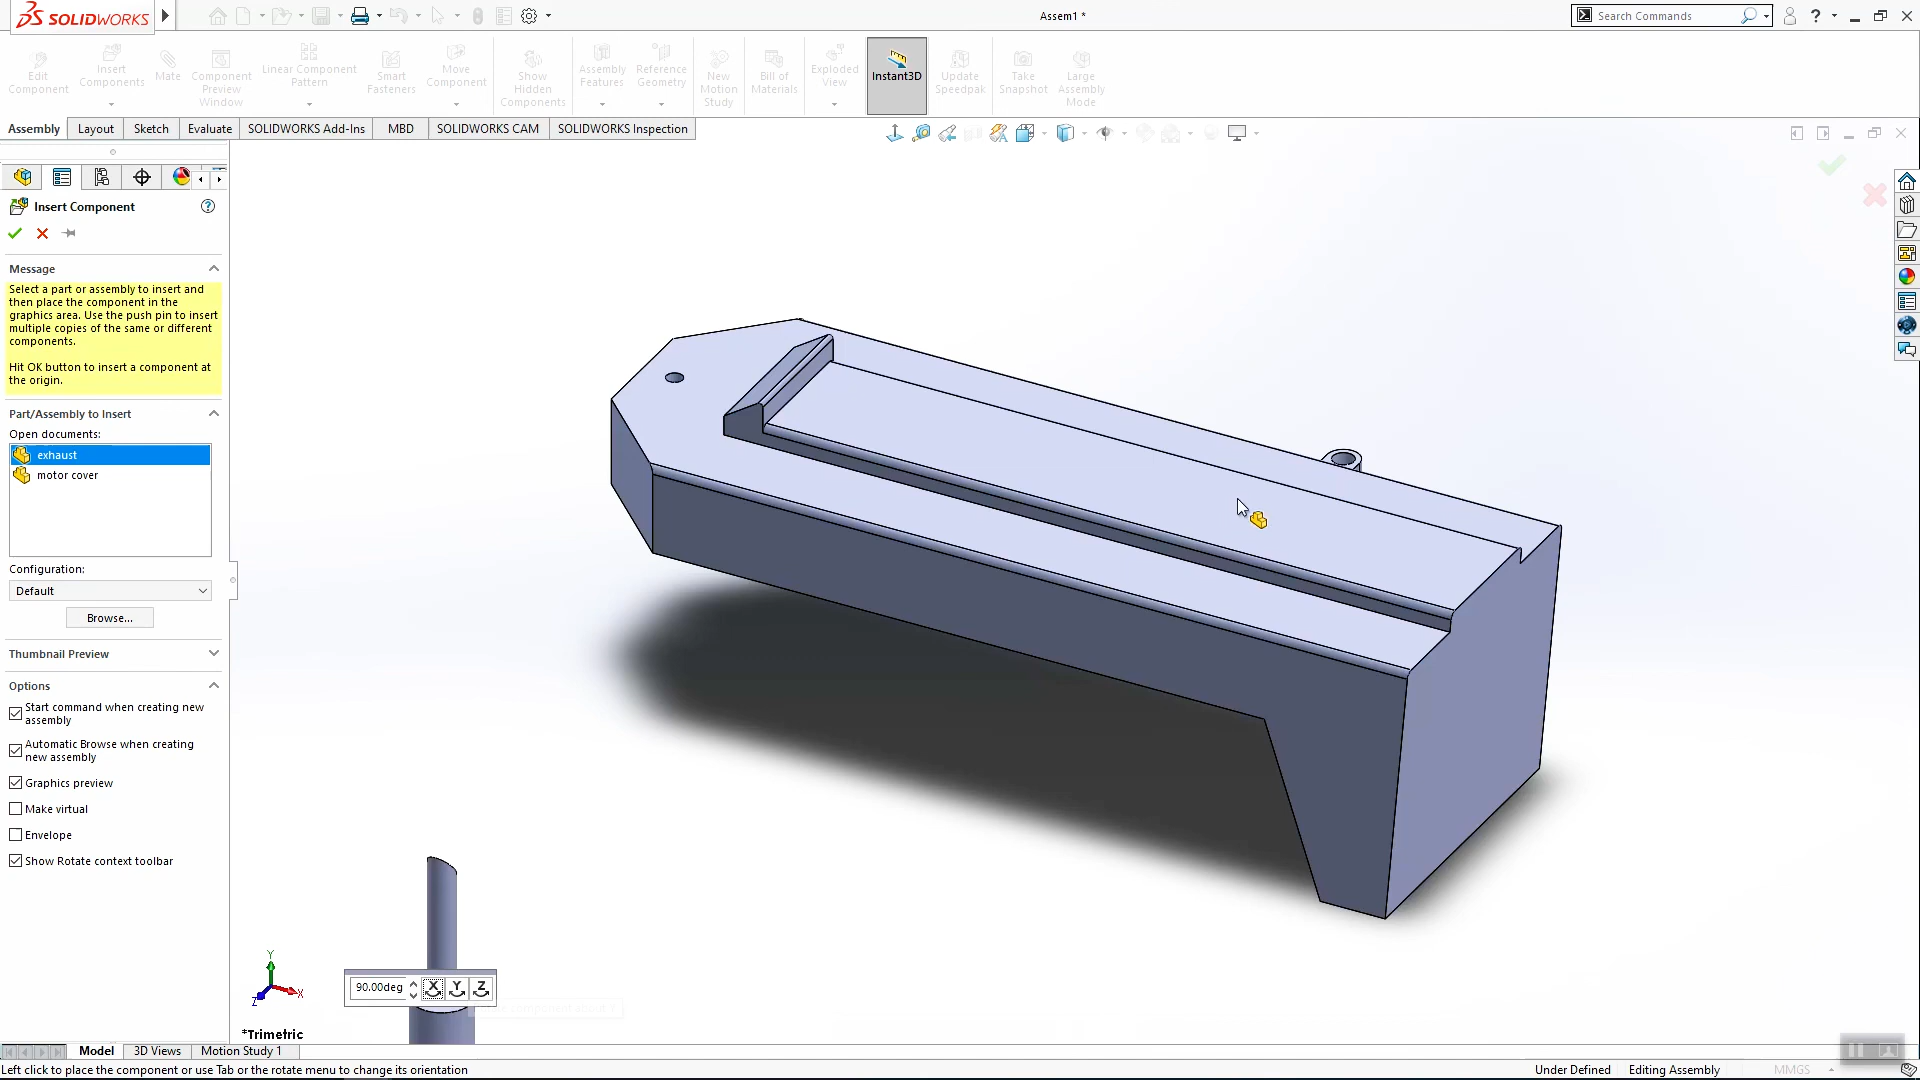 SOLIDWORKS
Assem1 *
Search Commands
Edit
Component
Insert
Components
Mate
Component
Preview
Window
Linear Component
Pattern
Smart
Fasteners
Move
Component
Show
Hidden
Components
Assembly
Features
Reference
Geometry
New
Motion
Study
Bill of
Materials
Exploded
View
Instant3D
Update
Speedpak
Take
Snapshot
Large
Assembly
Mode
Assembly
Layout
Sketch
Evaluate
SOLIDWORKS Add-Ins
MBD
SOLIDWORKS CAM
SOLIDWORKS Inspection
Insert Component
Message
Select a part or assembly to insert and
then place the component in the
graphics area. Use the push pin to insert
multiple copies of the same or different
components.
Hit OK button to insert a component at
the origin.
Part/Assembly to Insert
Open documents:
exhaust
motor cover
Configuration:
Default
Browse...
Thumbnail Preview
Options
Start command when creating new
assembly
Automatic Browse when creating
new assembly
Graphics preview
Make virtual
Envelope
Show Rotate context toolbar
Y
X
Z
90.00deg
X
Y
Z
*Trimetric
Model
3D Views
Motion Study 1
Left click to place the component or use Tab or the rotate menu to change its orientation
Under Defined
Editing Assembly
MMGS